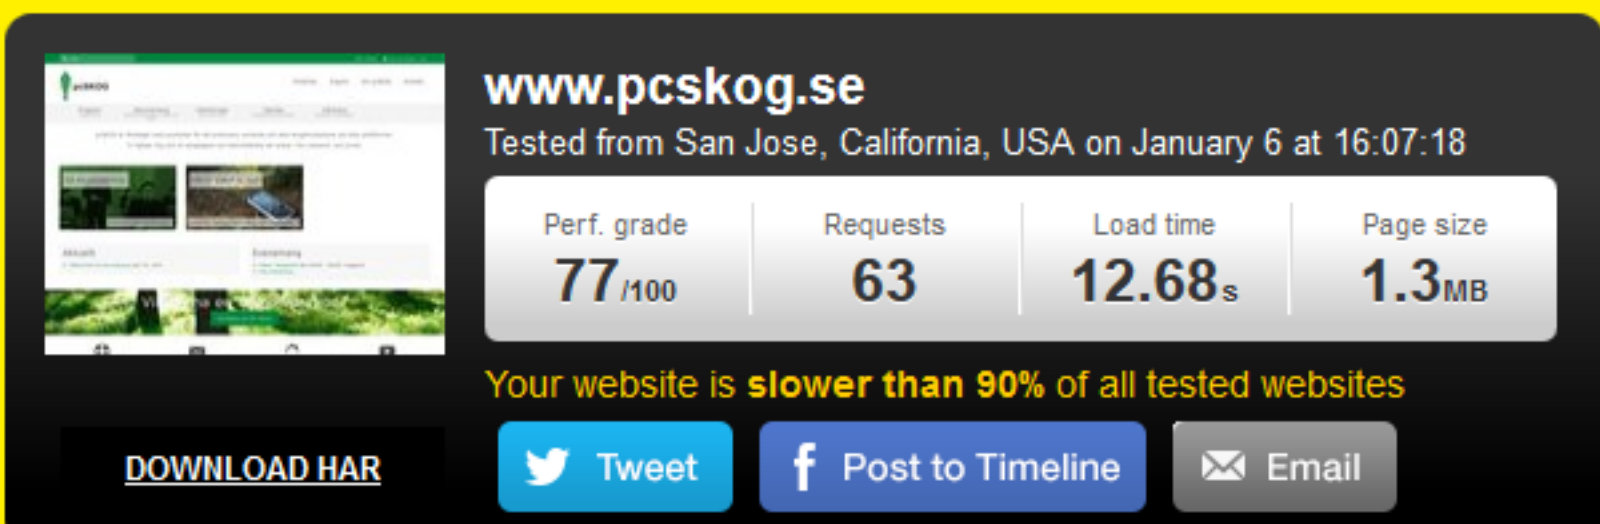 pcSKOG
www.pcskog.se
Tested from San Jose, California, USA on January 6 at 16:07:18
Perf. grade
77/100
Requests
63
Load time
12.68s
Page size
1.3MB
Your website is slower than 90% of all tested websites
DOWNLOAD HAR
Tweet
Post to Timeline
Email